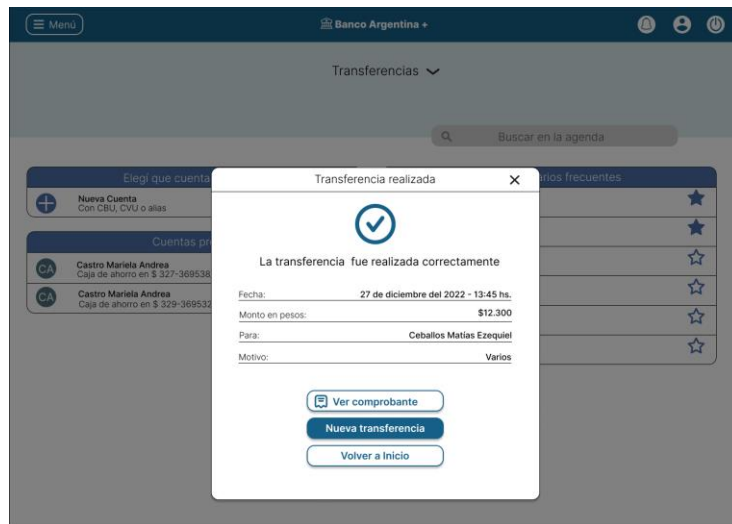 Menú
Banco Argentina +
Transferencias
Buscar en la agenda
Elegí que cuenta
Nueva Cuenta
Con CBU, CVU o alias
Cuentas
Castro Mariela Andrea
Caja de ahorro en $ 327-369538
CA
Castro Mariela Andrea
Caja de ahorro en $ 329-369532
CA
frecuentes
Transferencia realizada
La transferencia fue realizada correctamente
Fecha: 27 de diciembre del 2022 - 13:45 hs.
Monto en pesos: $12.300
Para: Ceballos Matías Ezequiel
Motivo: Varios
Ver comprobante
Nueva transferencia
Volver a Inicio